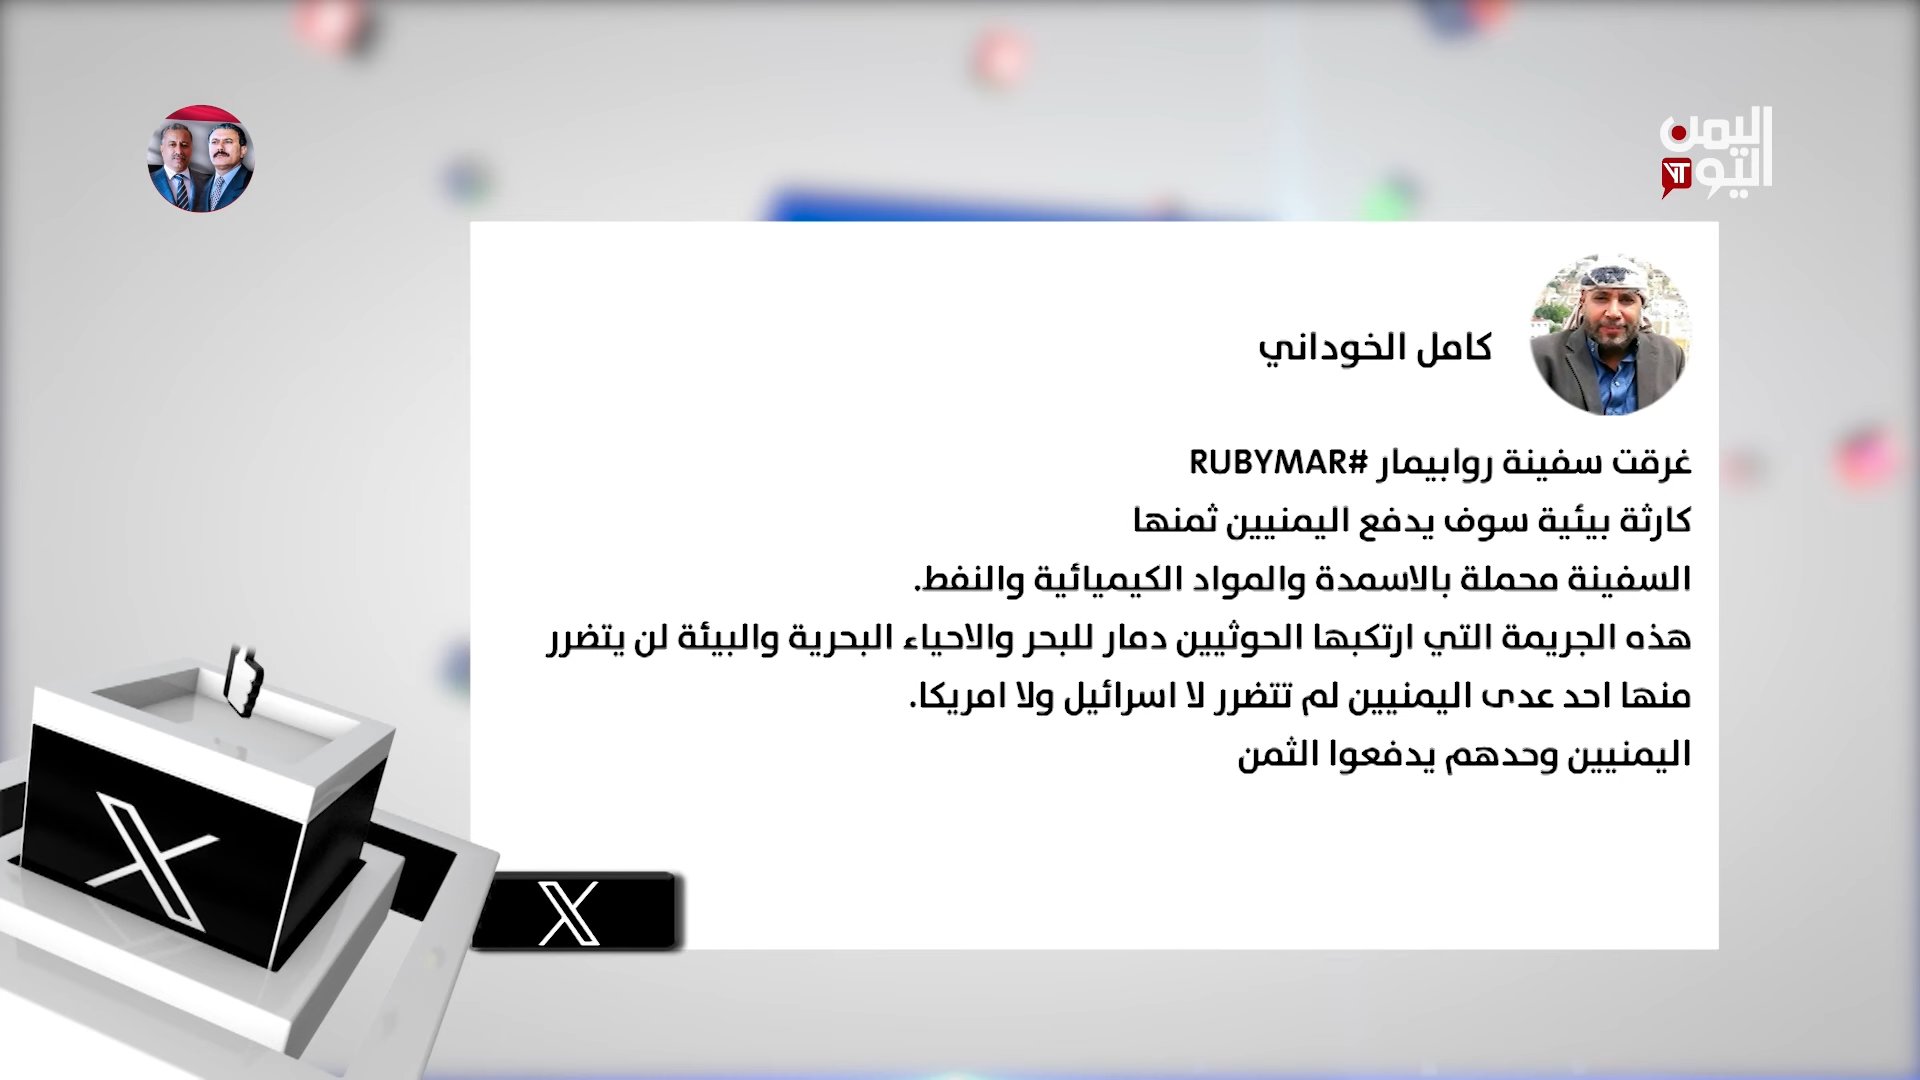 اليمن
اليوم
YT
كامل الخوداني
غرقت سفينة روابيمار #RUBYMAR
كارثة بيئية سوف يدفع اليمنيين ثمنها
السفينة محملة بالاسمدة والمواد الكيميائية والنفط.
هذه الجريمة التي ارتكبها الحوثيين دمار للبحر والاحياء البحرية والبيئة لن يتضرر
منها احد عدى اليمنيين لم تتضرر لا اسرائيل ولا امريكا.
اليمنيين وحدهم يدفعوا الثمن